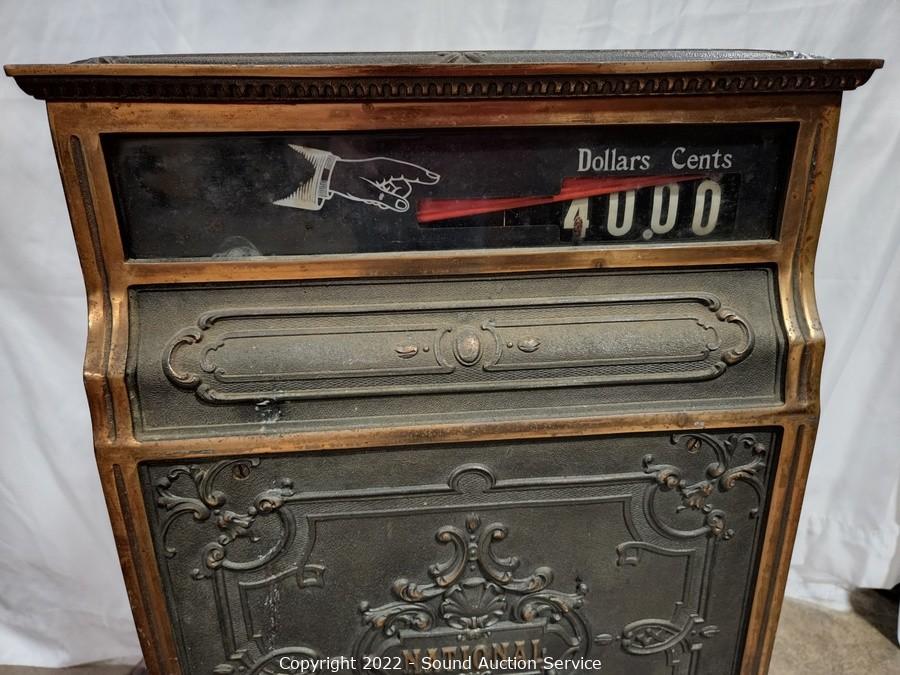 Dollars Cents
40.00
NATIONAL
Copyright 2022 - Sound Auction Service